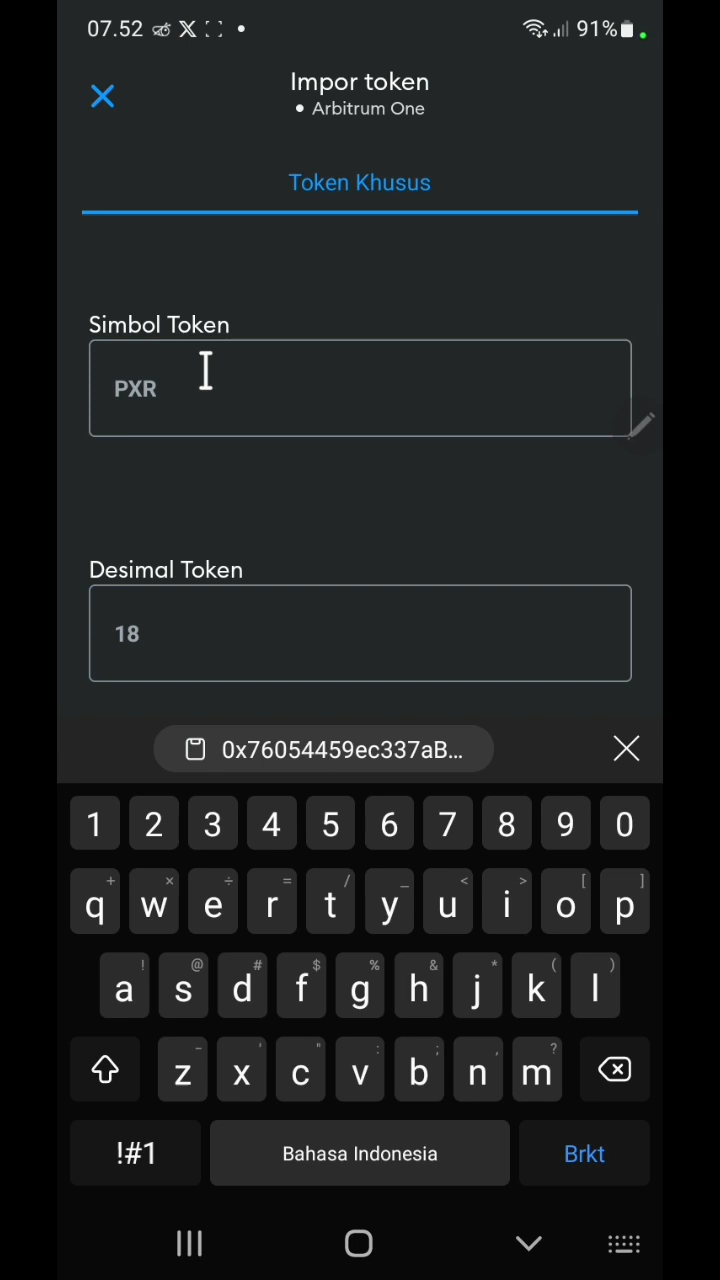 07.52 91%
Impor token
Arbitrum One
Token Khusus
Simbol Token
PXR
Desimal Token
18
0x76054459ec337aB...
1 2 3 4 5 6 7 8 9 0
+ × ÷ = / _ < > [ ]
q w e r t y u i o p
! @ # $ % & * ( )
a s d f g h j k l
- ' " : ; , ?
z x c v b n m
!#1 Bahasa Indonesia Brkt